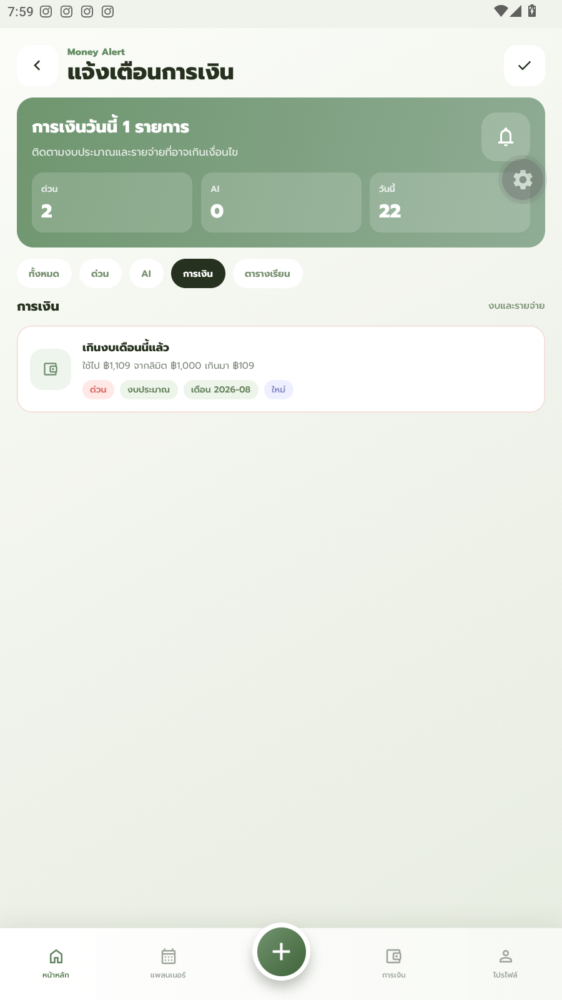 7:59
Money Alert
แจ้งเตือนการเงิน
การเงินวันนี้ 1 รายการ
ติดตามงบประมาณและรายจ่ายที่อาจเกินเงื่อนไข
ด่วน AI วันนี้
2 0 22
ทั้งหมด ด่วน AI การเงิน ตารางเรียน
การเงิน งบและรายจ่าย
เกินงบเดือนนี้แล้ว
ใช้ไป ฿1,109 จากลิมิต ฿1,000 เกินมา ฿109
ด่วน งบประมาณ เดือน 2026-08 ใหม่
หน้าหลัก แพลนเนอร์ การเงิน โปรไฟล์